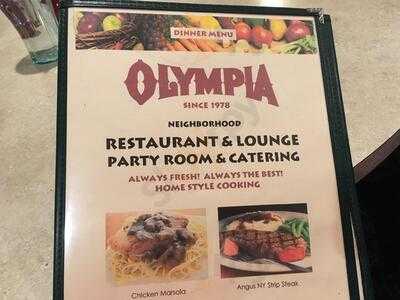 DINNER MENU
OLYMPIA
SINCE 1978
NEIGHBORHOOD
RESTAURANT & LOUNGE
PARTY ROOM & CATERING
ALWAYS FRESH! ALWAYS THE BEST!
HOME STYLE COOKING
Chicken Marsala
Angus NY Strip Steak